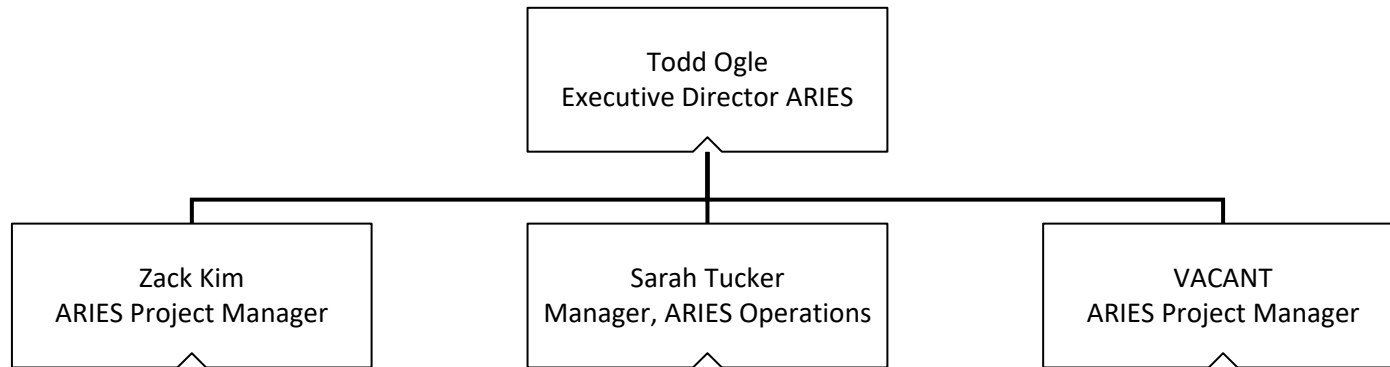 Todd Ogle
Executive Director ARIES
Zack Kim
ARIES Project Manager
Sarah Tucker
Manager, ARIES Operations
VACANT
ARIES Project Manager